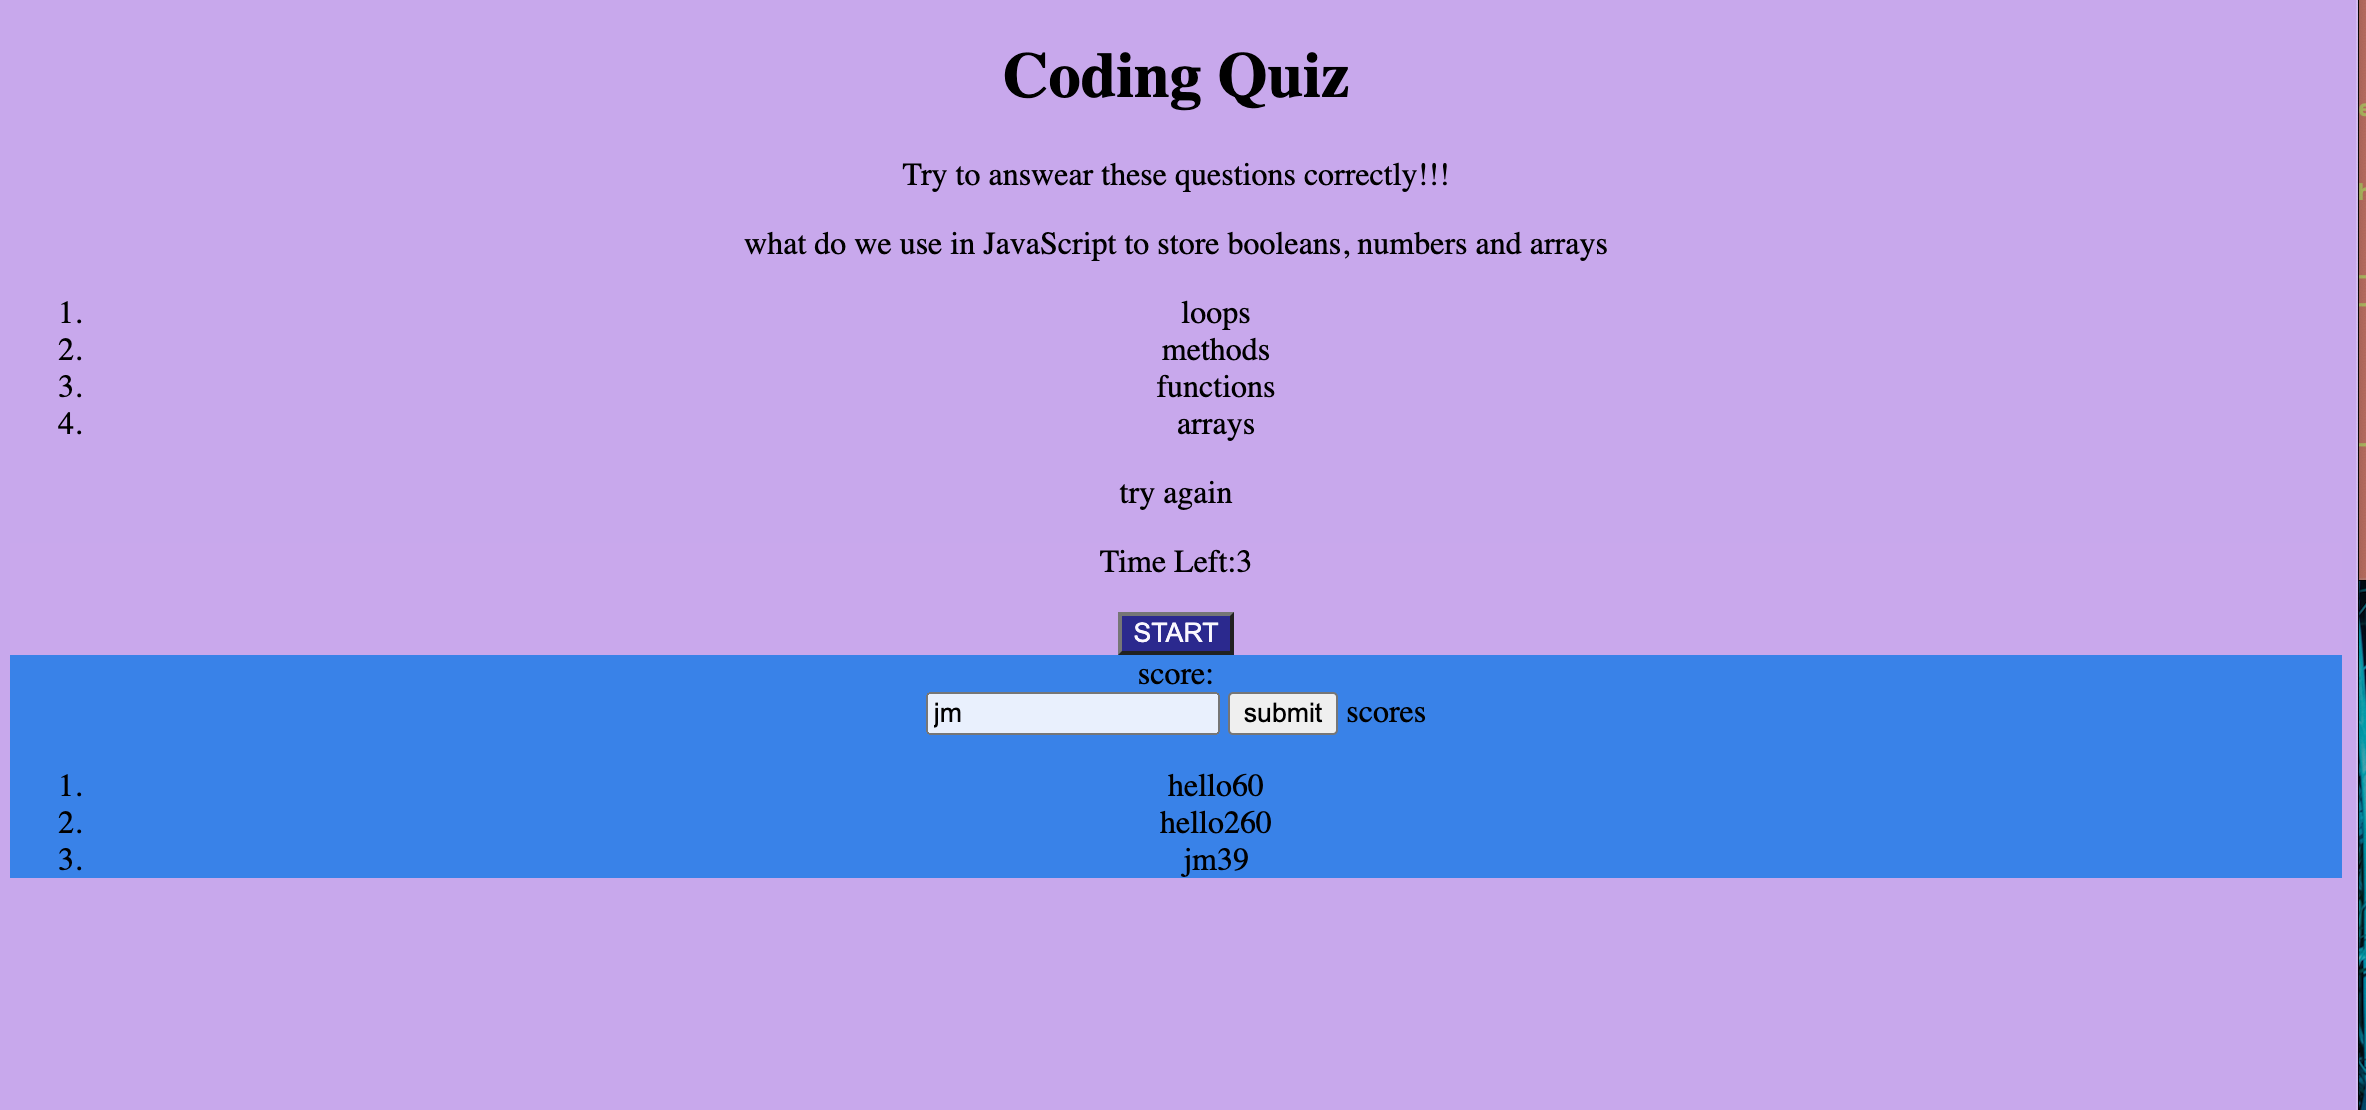 Coding Quiz
Try to answear these questions correctly!!!
what do we use in JavaScript to store booleans, numbers and arrays
1. loops
2. methods
3. functions
4. arrays
try again
Time Left:3
START
score:
jm submit scores
1. hello60
2. hello260
3. jm39